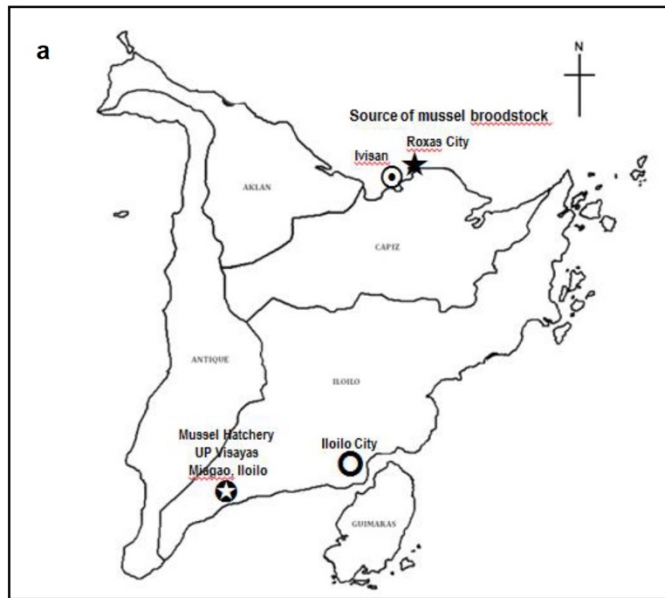 a
N
Source of mussel broodstock
Roxas City
Ivisan
AKLAN
CAPIZ
ANTIQUE
ILOILO
Mussel Hatchery
UP Visayas
Miagao, Iloilo
Iloilo City
GUIMARAS